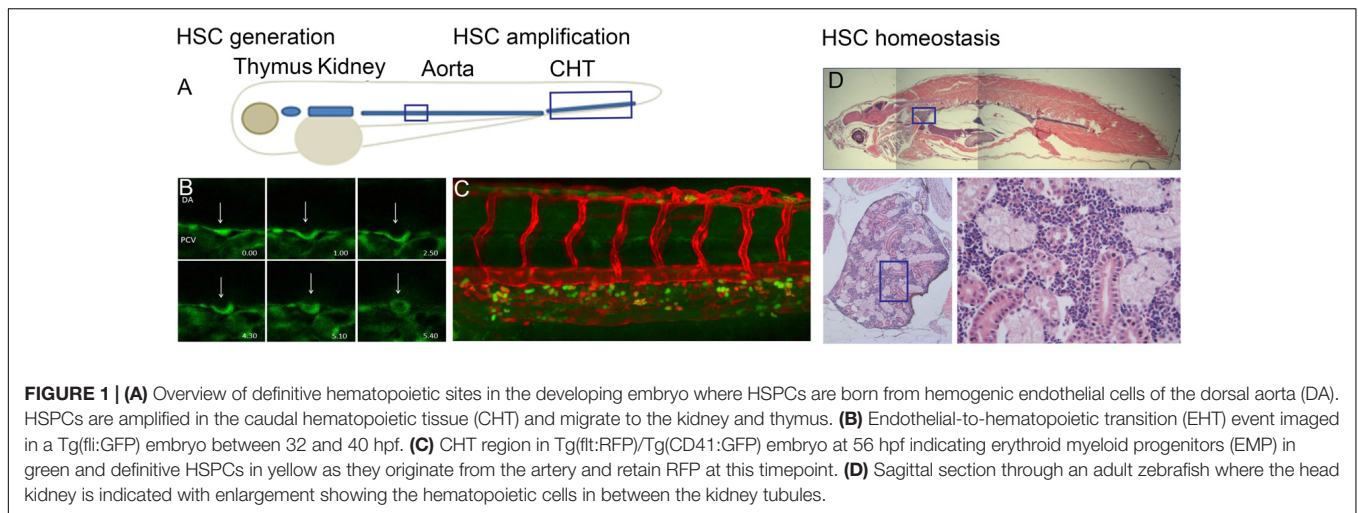 HSC generation
HSC amplification
HSC homeostasis
Thymus Kidney
Aorta
CHT
A
D
B
DA
PCV
0.00
1.00
2.50
4.30
5.10
5.40
C
FIGURE 1 | (A) Overview of definitive hematopoietic sites in the developing embryo where HSPCs are born from hemogenic endothelial cells of the dorsal aorta (DA).
HSPCs are amplified in the caudal hematopoietic tissue (CHT) and migrate to the kidney and thymus. (B) Endothelial-to-hematopoietic transition (EHT) event imaged
in a Tg(fli:GFP) embryo between 32 and 40 hpf. (C) CHT region in Tg(flt:RFP)/Tg(CD41:GFP) embryo at 56 hpf indicating erythroid myeloid progenitors (EMP) in
green and definitive HSPCs in yellow as they originate from the artery and retain RFP at this timepoint. (D) Sagittal section through an adult zebrafish where the head
kidney is indicated with enlargement showing the hematopoietic cells in between the kidney tubules.